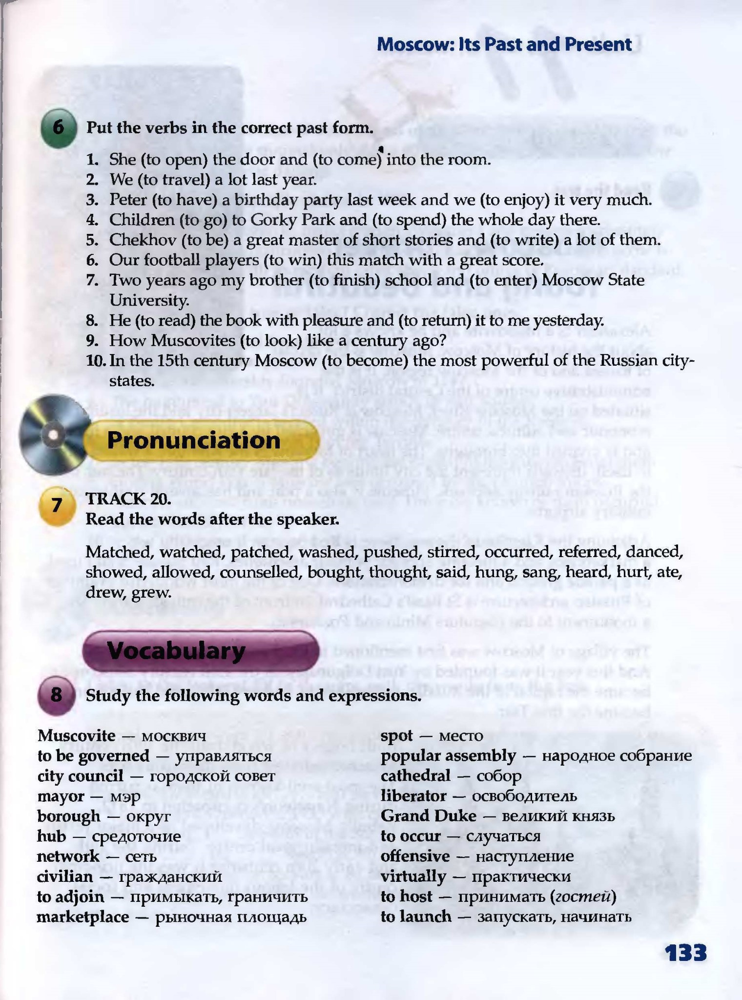 Moscow: Its Past and Present
6 Put the verbs in the correct past form.
1. She (to open) the door and (to come) into the room.
2. We (to travel) a lot last year.
3. Peter (to have) a birthday party last week and we (to enjoy) it very much.
4. Children (to go) to Gorky Park and (to spend) the whole day there.
5. Chekhov (to be) a great master of short stories and (to write) a lot of them.
6. Our football players (to win) this match with a great score.
7. Two years ago my brother (to finish) school and (to enter) Moscow State
University.
8. He (to read) the book with pleasure and (to return) it to me yesterday.
9. How Muscovites (to look) like a century ago?
10. In the 15th century Moscow (to become) the most powerful of the Russian city-
states.
Pronunciation
7 TRACK 20.
Read the words after the speaker.
Matched, watched, patched, washed, pushed, stirred, occurred, referred, danced,
showed, allowed, counselled, bought, thought, said, hung, sang, heard, hurt, ate,
drew, grew.
Vocabulary
8 Study the following words and expressions.
Muscovite — москвич
to be governed — управляться
city council — городской совет
mayor — мэр
borough — округ
hub — средоточие
network — сеть
civilian — гражданский
to adjoin — примыкать, граничить
marketplace — рыночная площадь
spot — место
popular assembly — народное собрание
cathedral — собор
liberator — освободитель
Grand Duke — великий князь
to occur — случаться
offensive — наступление
virtually — практически
to host — принимать (гостей)
to launch — запускать, начинать
133